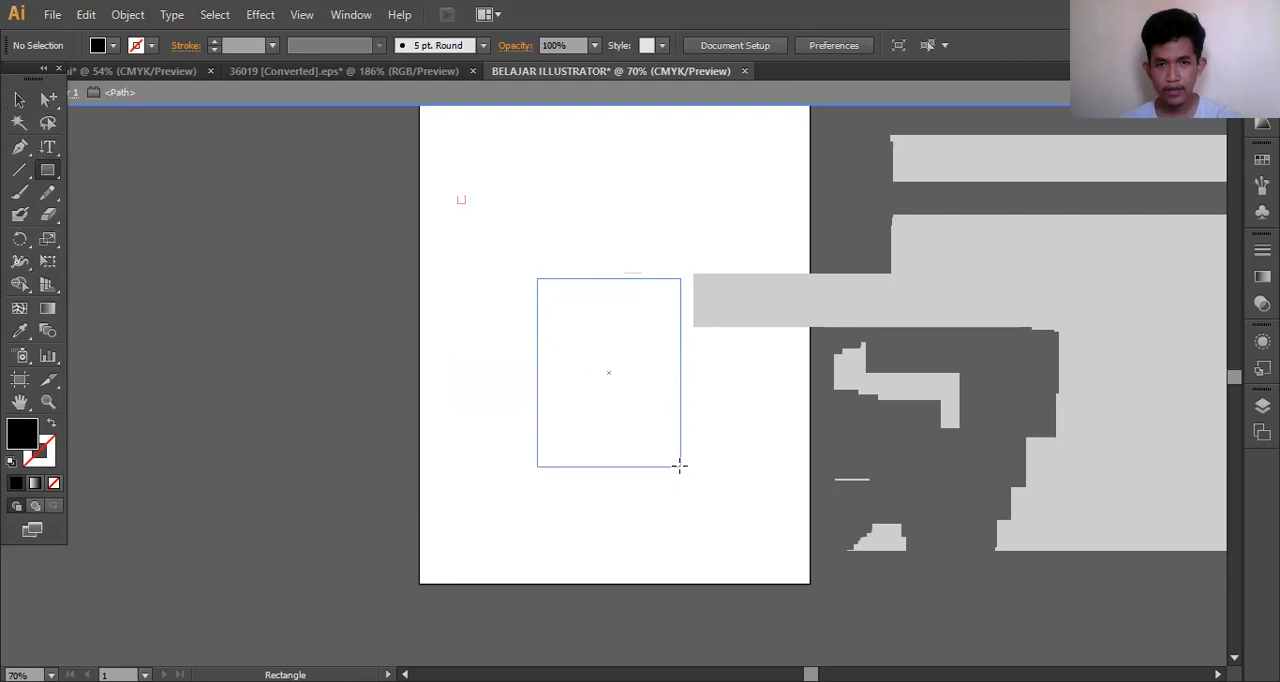 Ai File Edit Object Type Select Effect View Window Help
No Selection Stroke: 5 pt. Round Opacity: 100% Style: Document Setup Preferences
ai* @ 54% (CMYK/Preview) 36019 [Converted].eps* @ 186% (RGB/Preview) BELAJAR ILLUSTRATOR* @ 70% (CMYK/Preview)
1 <Path>
70% 1 Rectangle